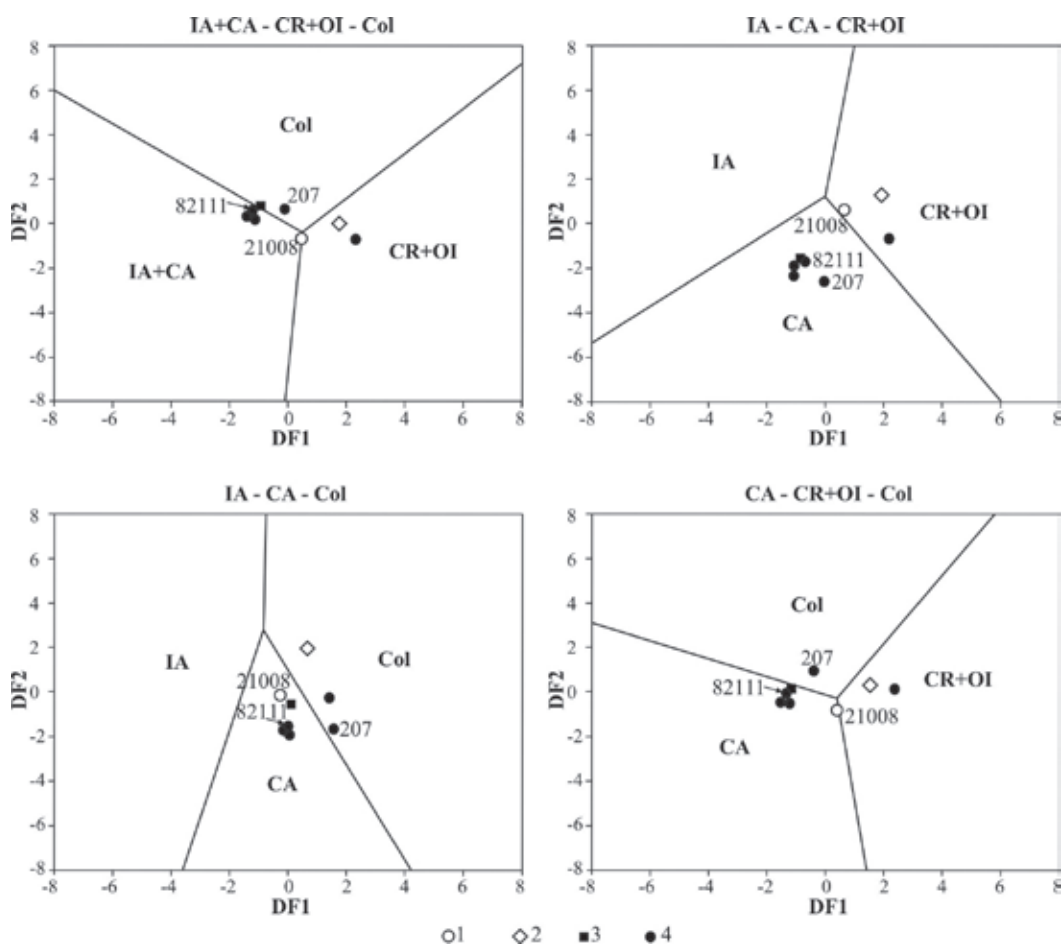 IA+CA - CR+OI - Col
8
6
4
2
0
-2
-4
-6
-8
DF2
Col
207
82111
21008
CR+OI
IA+CA
-8 -6 -4 -2 0 2 4 6 8
DF1
IA - CA - CR+OI
8
6
4
2
0
-2
-4
-6
-8
DF2
IA
21008
CR+OI
82111
207
CA
-8 -6 -4 -2 0 2 4 6 8
DF1
IA - CA - Col
8
6
4
2
0
-2
-4
-6
-8
DF2
IA
Col
21008
82111
207
CA
-8 -6 -4 -2 0 2 4 6 8
DF1
CA - CR+OI - Col
8
6
4
2
0
-2
-4
-6
-8
DF2
Col
207
82111
CR+OI
21008
CA
-8 -6 -4 -2 0 2 4 6 8
DF1
1 2 3 4